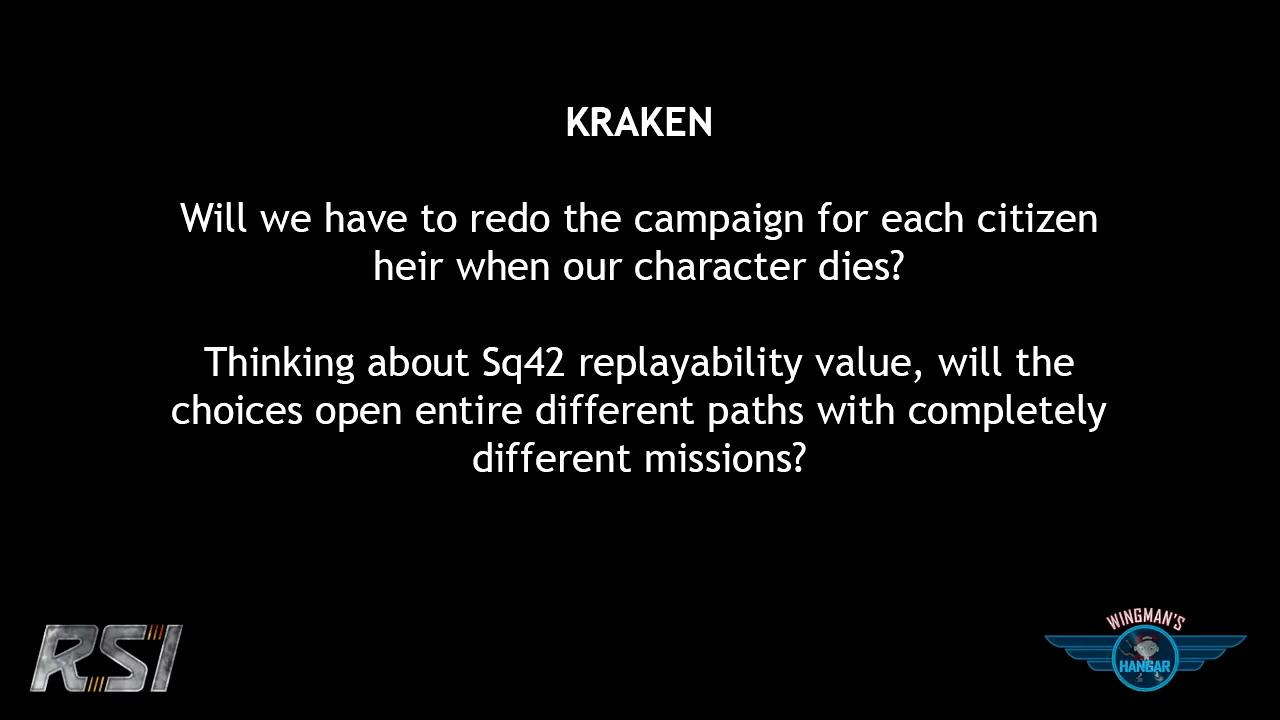 KRAKEN
Will we have to redo the campaign for each citizen
heir when our character dies?
Thinking about Sq42 replayability value, will the
choices open entire different paths with completely
different missions?
RSI
WINGMAN'S
HANGAR